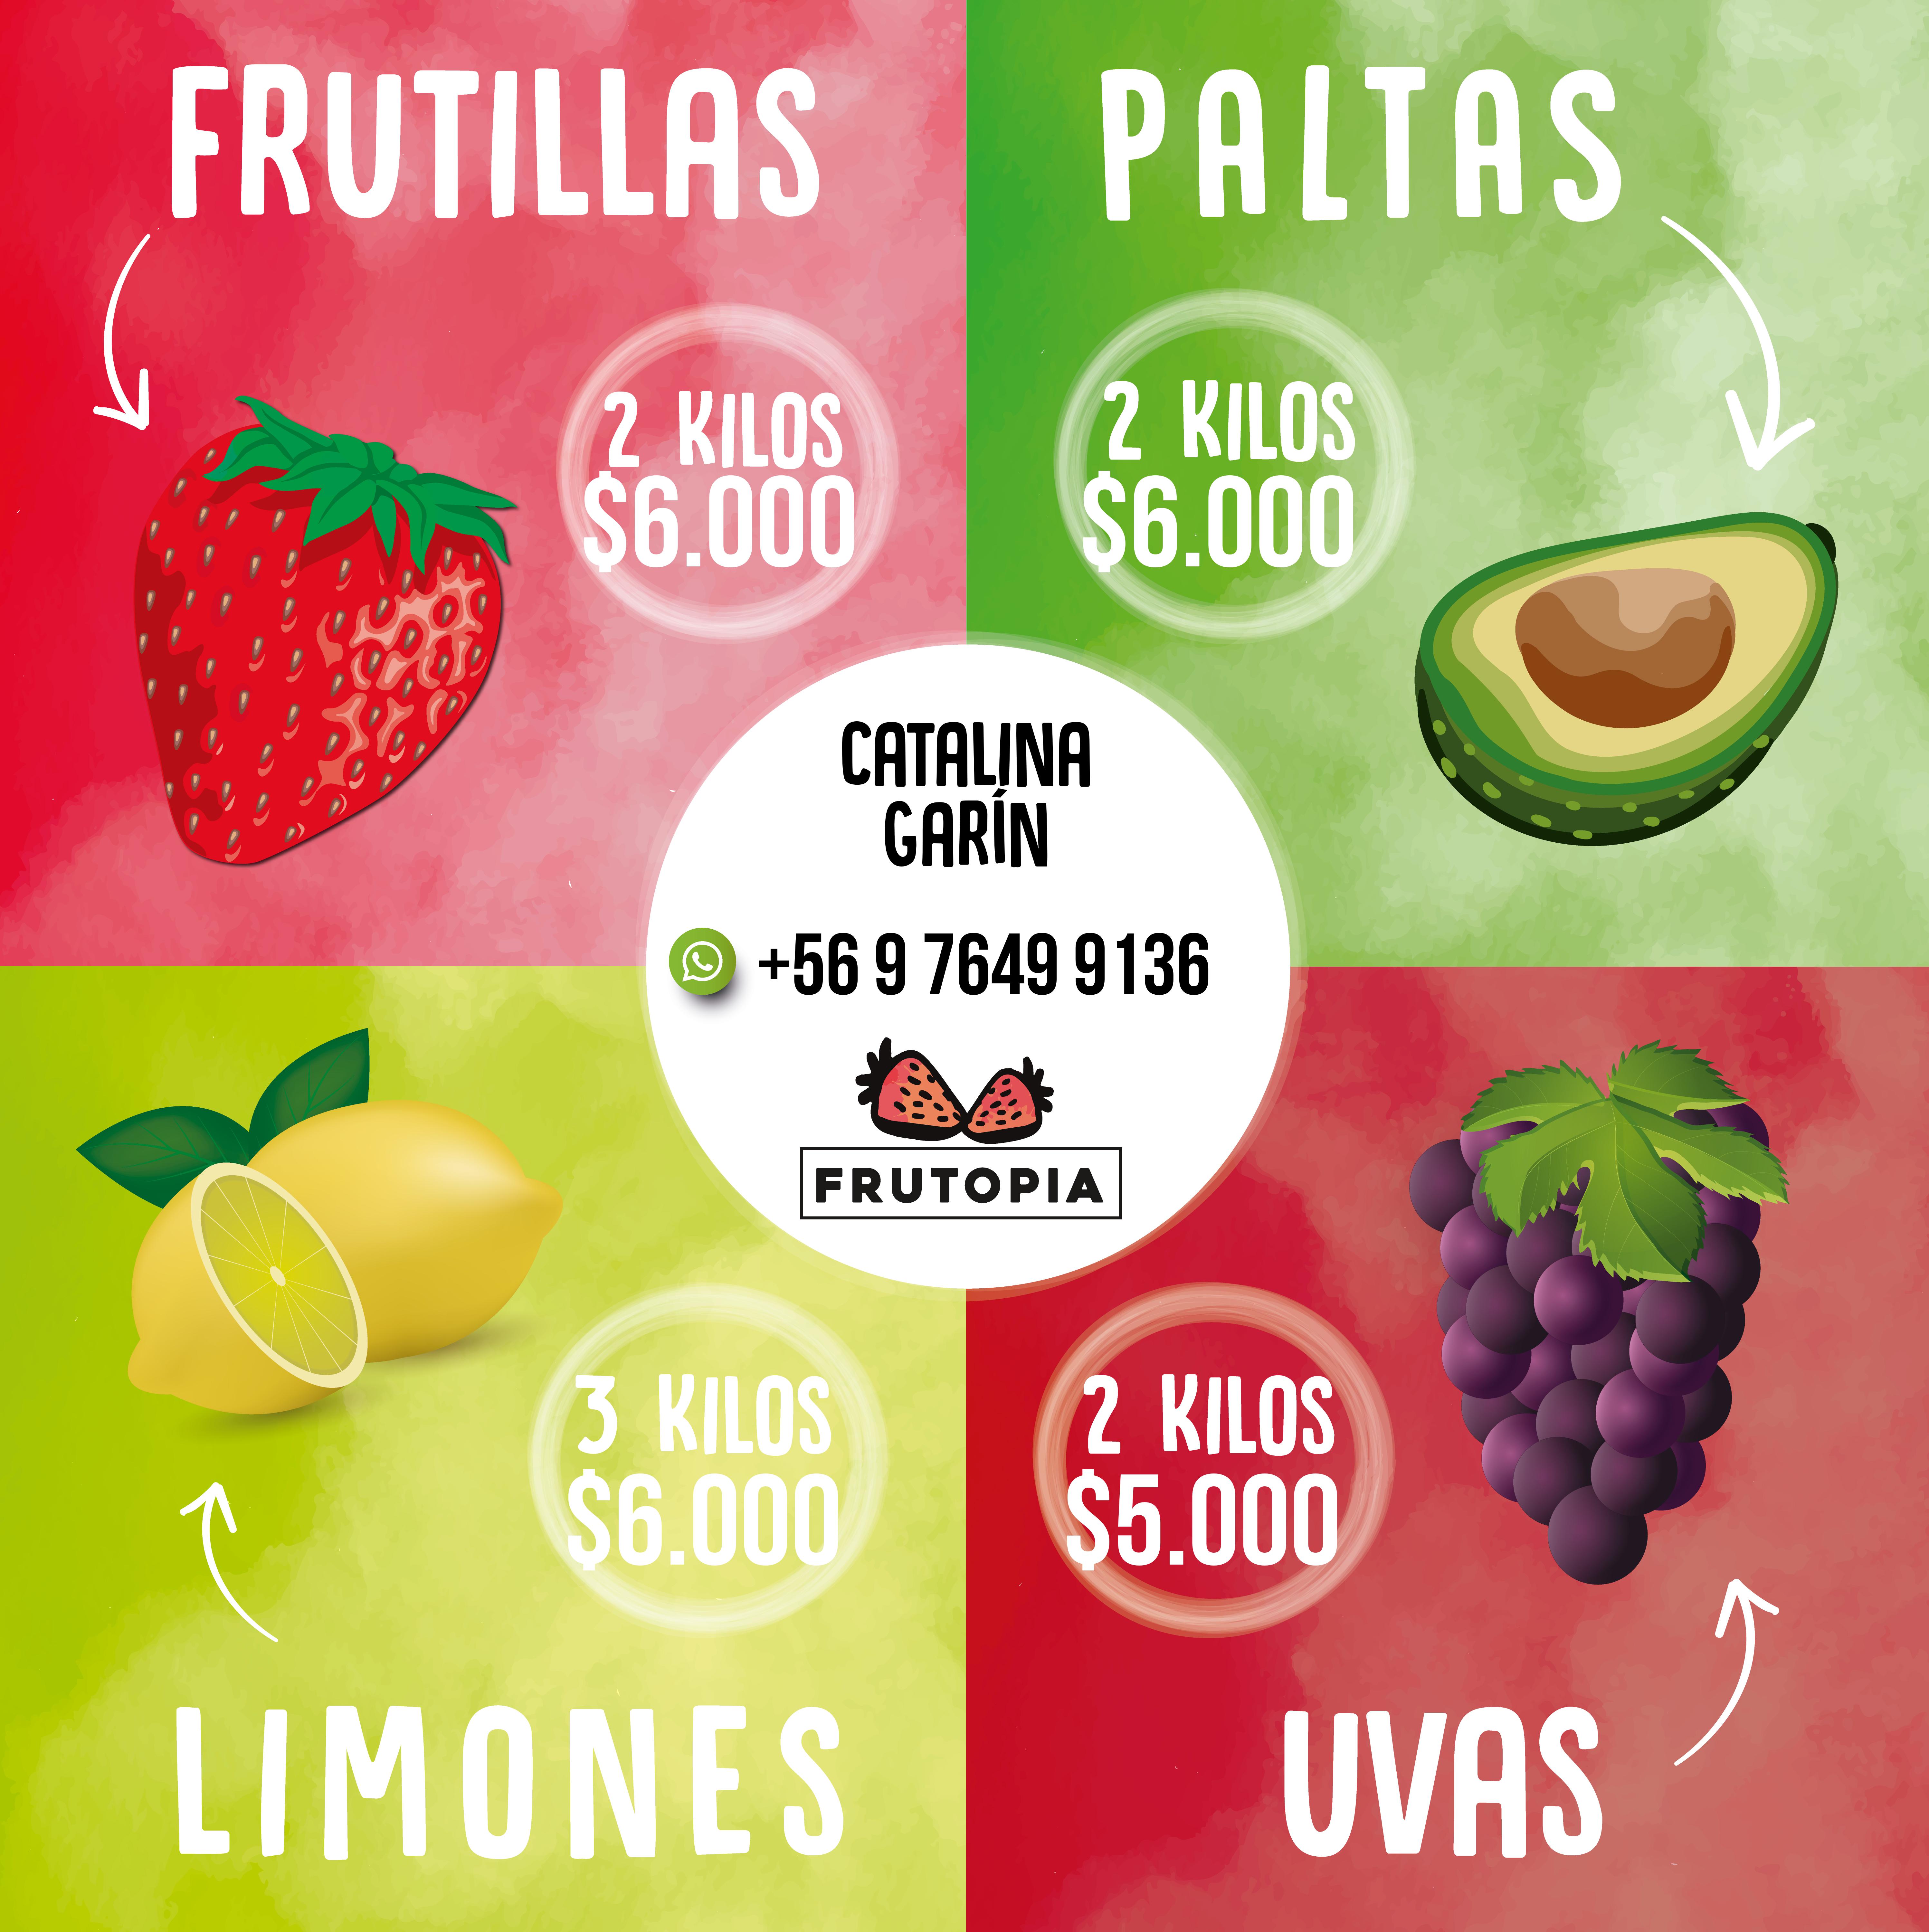 FRUTILLAS
2 KILOS
$6.000
PALTAS
2 KILOS
$6.000
CATALINA
GARÍN
+56 9 7649 9136
FRUTOPIA
3 KILOS
$6.000
LIMONES
2 KILOS
$5.000
UVAS